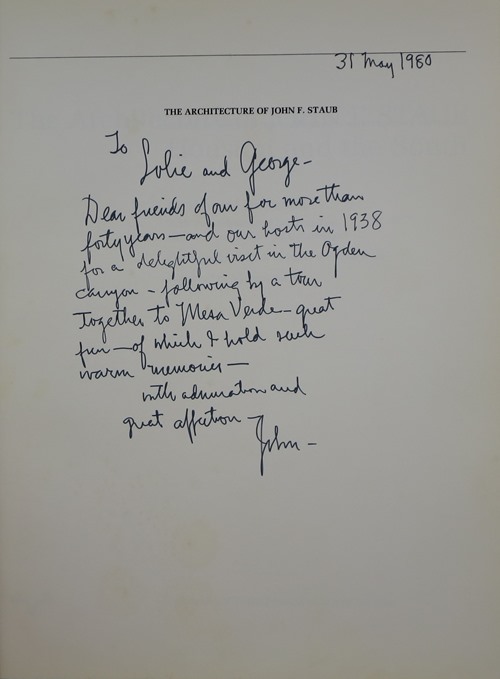 31 May 1980
THE ARCHITECTURE OF JOHN F. STAUB
To
Lolie and George-
Dear friends of our for more than
forty years—and our hosts in 1938
for a delightful visit in the Ogden
canyon - following by a tour
together to Mesa Verde—great
fun—of which I hold such
warm memories—
with admiration and
great affection—
John-